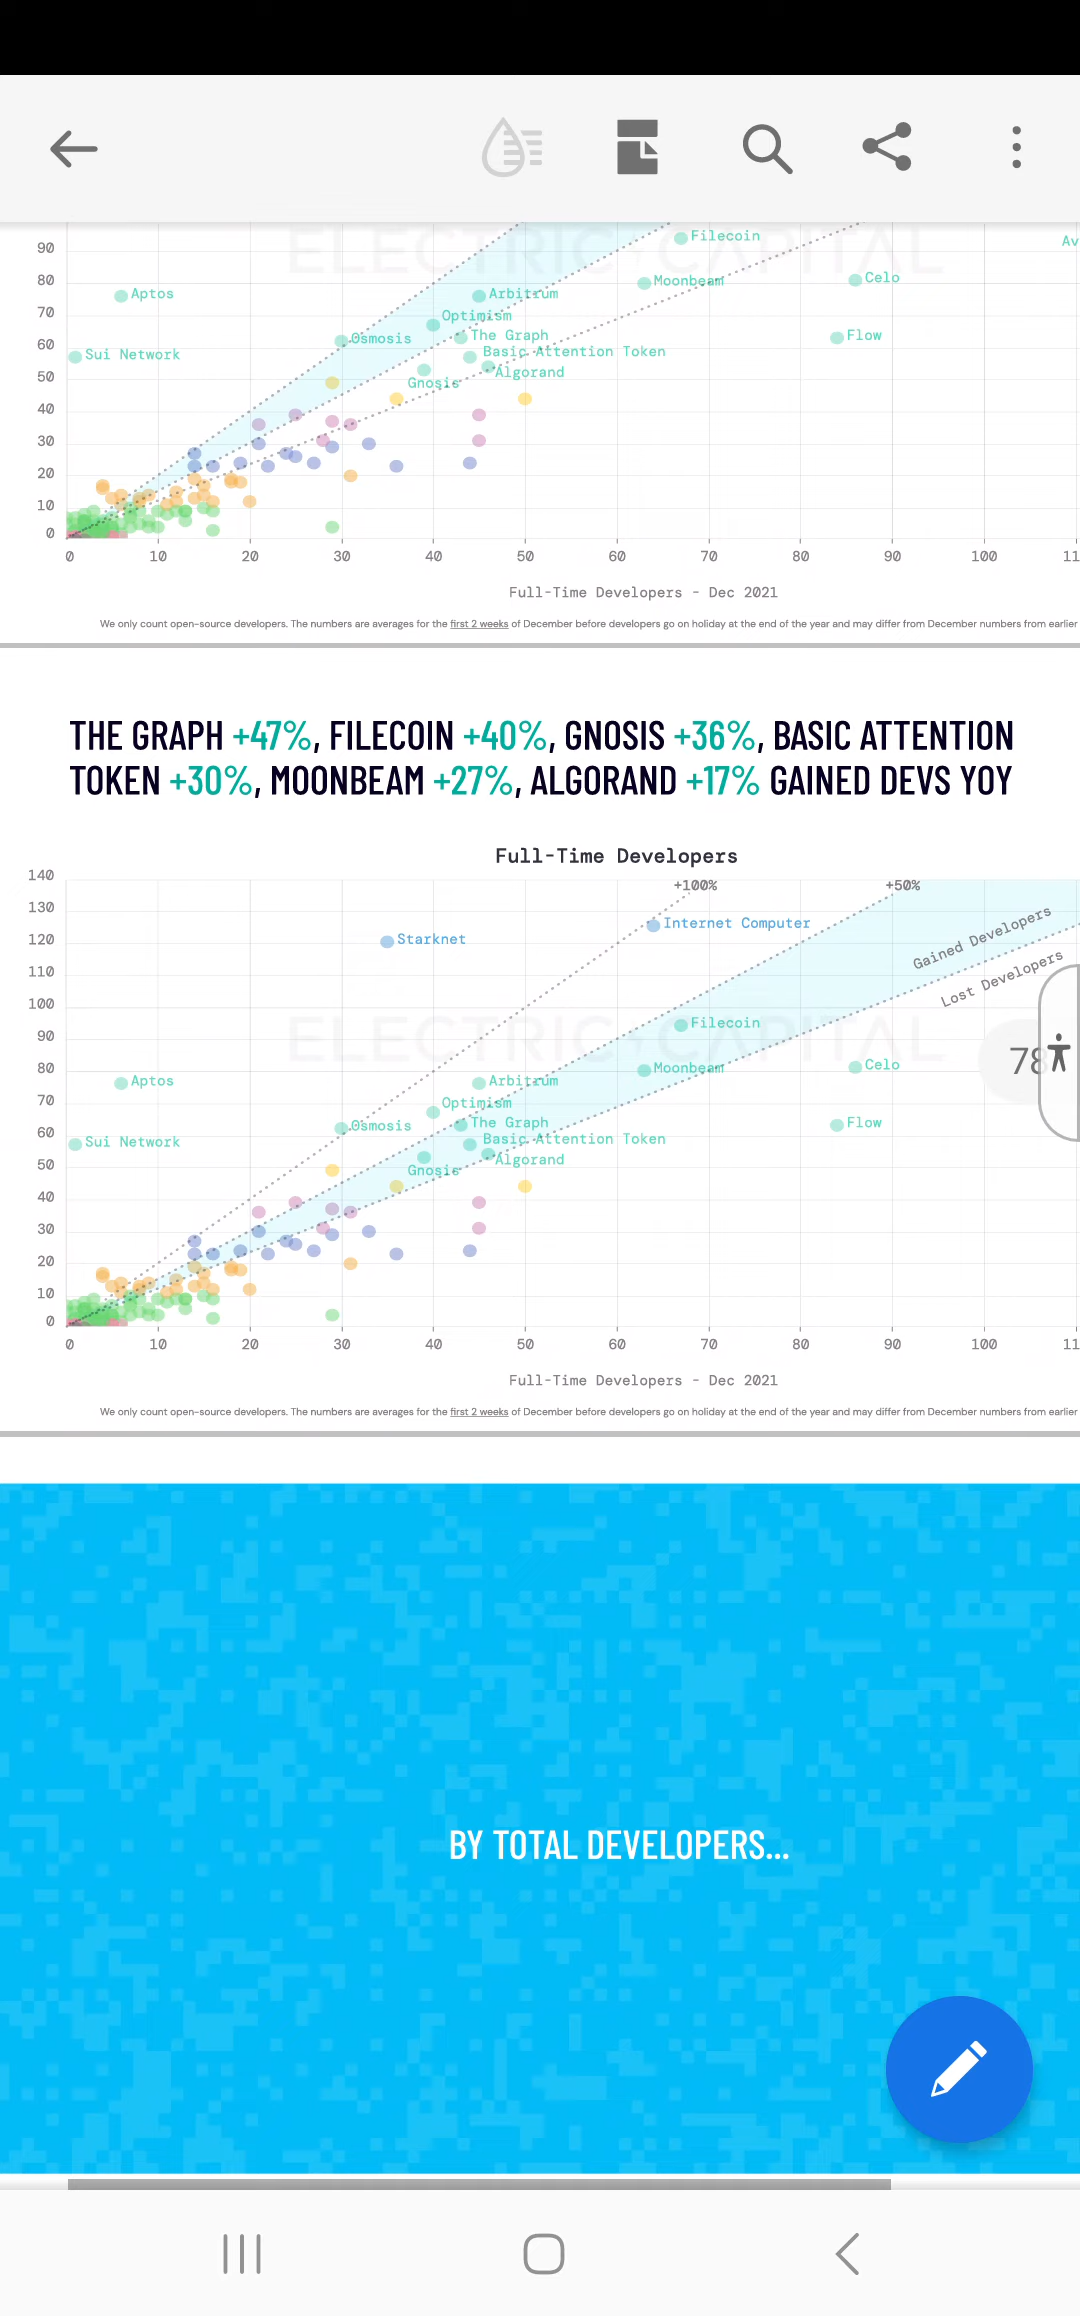 ELECTRIC CAPITAL
90
80
70
60
50
40
30
20
10
0
Filecoin
Av
Aptos
Arbitrum
Moonbeam
Celo
Optimism
Osmosis
The Graph
Flow
Sui Network
Basic Attention Token
Gnosis
Algorand
0 10 20 30 40 50 60 70 80 90 100 11
Full-Time Developers - Dec 2021
We only count open-source developers. The numbers are averages for the first 2 weeks of December before developers go on holiday at the end of the year and may differ from December numbers from earlier
THE GRAPH +47%, FILECOIN +40%, GNOSIS +36%, BASIC ATTENTION
TOKEN +30%, MOONBEAM +27%, ALGORAND +17% GAINED DEVS YOY
Full-Time Developers
140
130
120
110
100
90
80
70
60
50
40
30
20
10
0
+100%
+50%
Internet Computer
Starknet
Gained Developers
Lost Developers
ELECTRIC CAPITAL
Filecoin
78
Moonbeam
Celo
Aptos
Arbitrum
Optimism
Osmosis
The Graph
Flow
Sui Network
Basic Attention Token
Gnosis
Algorand
0 10 20 30 40 50 60 70 80 90 100 11
Full-Time Developers - Dec 2021
We only count open-source developers. The numbers are averages for the first 2 weeks of December before developers go on holiday at the end of the year and may differ from December numbers from earlier
BY TOTAL DEVELOPERS...